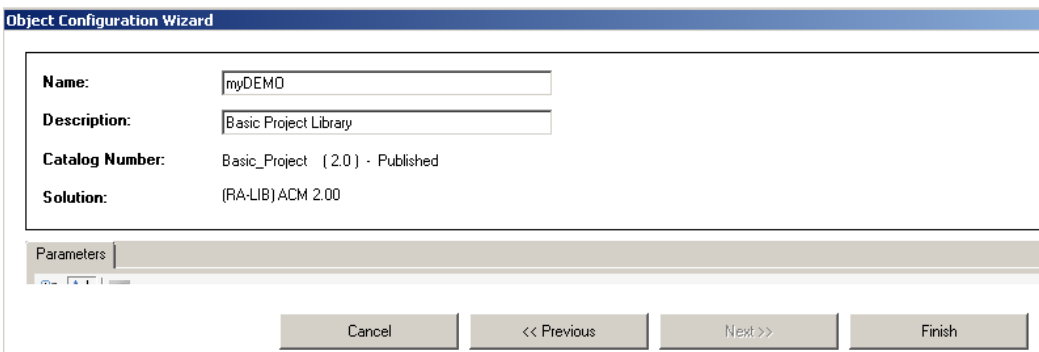 Object Configuration Wizard
Name: myDEMO
Description: Basic Project Library
Catalog Number: Basic_Project ( 2.0 ) - Published
Solution: (RA-LIB) ACM 2.00
Parameters
Cancel << Previous Next >> Finish